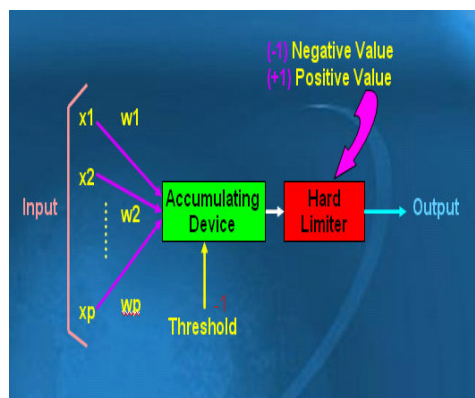 (-1) Negative Value
(+1) Positive Value
x1 w1
x2
Input
w2
Accumulating
Device
Hard
Limiter
Output
xp wp
-1
Threshold